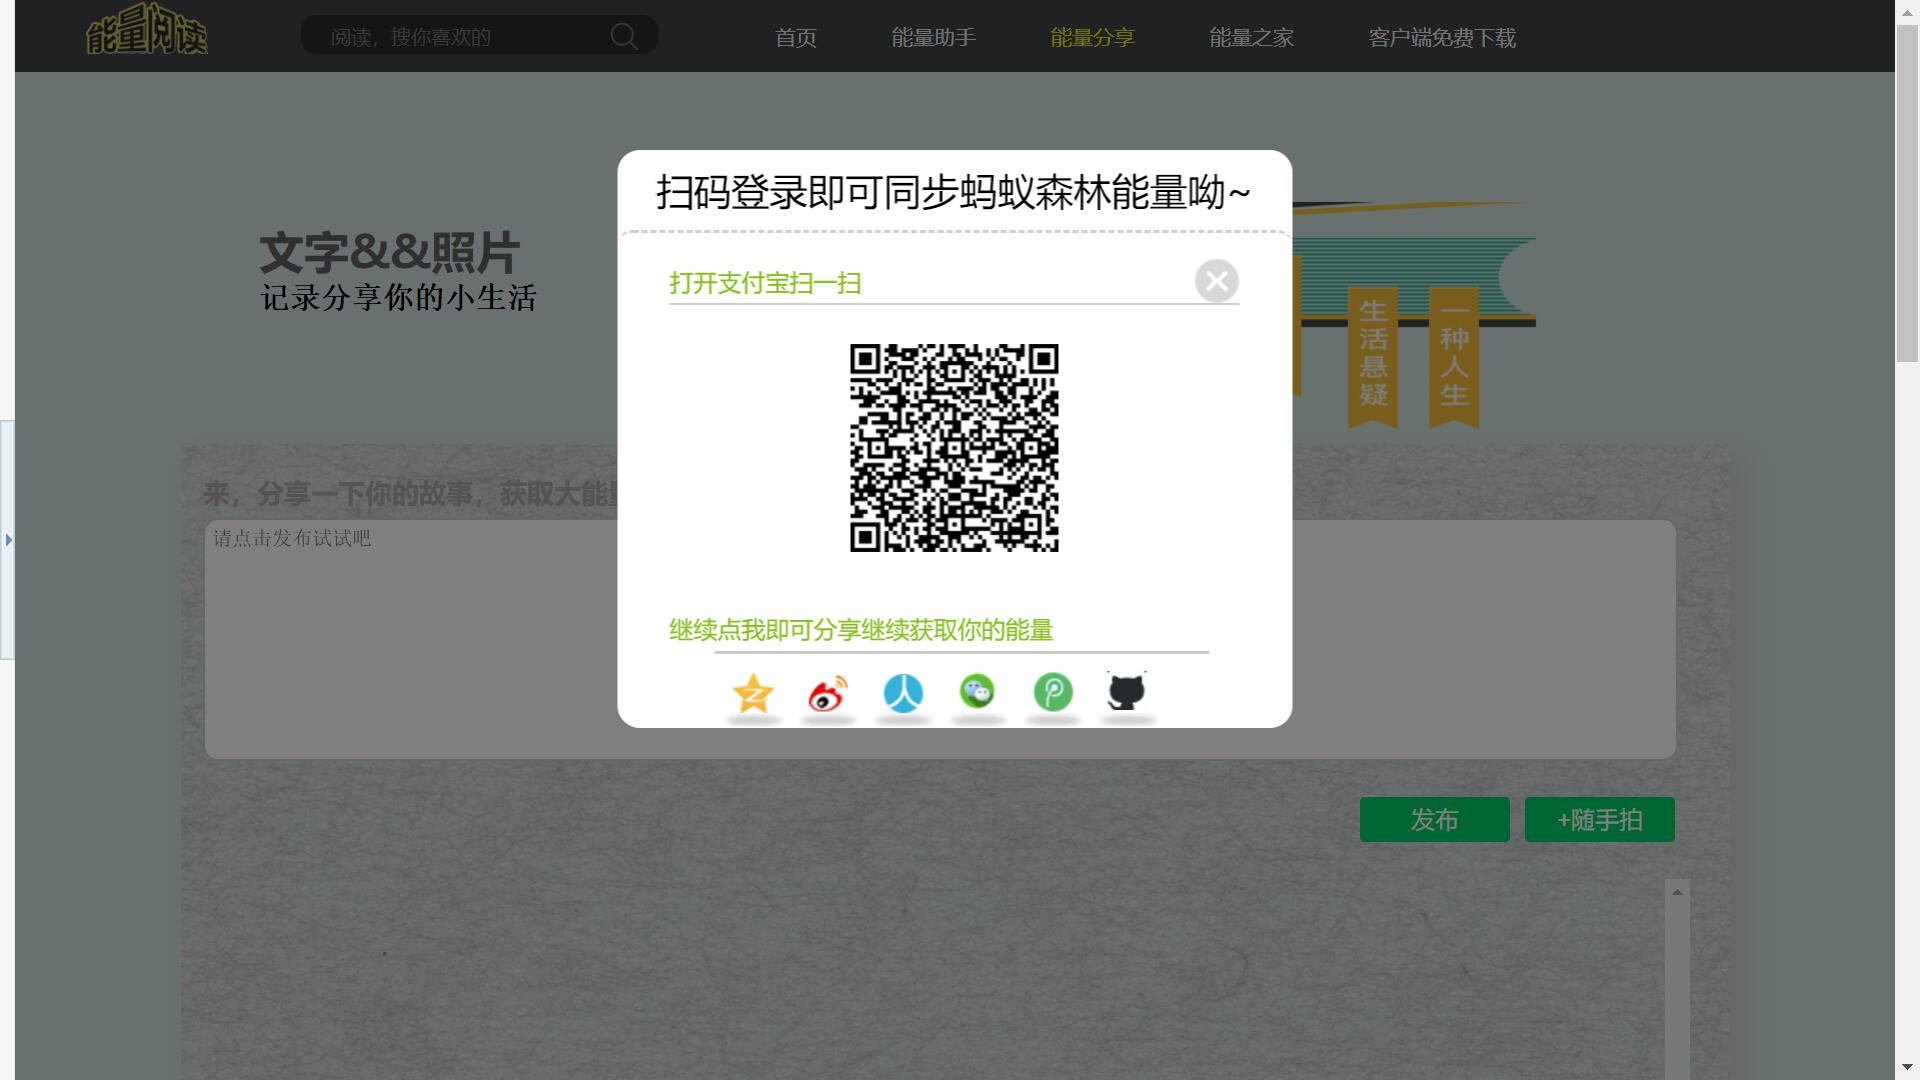 能量阅读
阅读，搜你喜欢的
首页
能量助手
能量分享
能量之家
客户端免费下载
扫码登录即可同步蚂蚁森林能量呦~
文字&&照片
记录分享你的小生活
打开支付宝扫一扫
生活悬疑
一种人生
来，分享一下你的故事，获取大能量
请点击发布试试吧
继续点我即可分享继续获取你的能量
发布
+随手拍